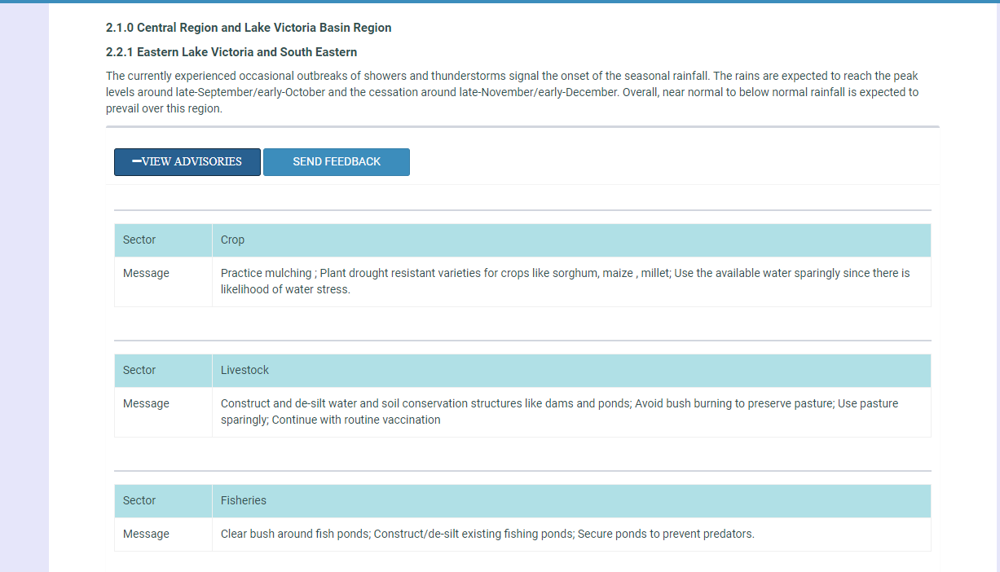 2.1.0 Central Region and Lake Victoria Basin Region
2.2.1 Eastern Lake Victoria and South Eastern
The currently experienced occasional outbreaks of showers and thunderstorms signal the onset of the seasonal rainfall. The rains are expected to reach the peak
levels around late-September/early-October and the cessation around late-November/early-December. Overall, near normal to below normal rainfall is expected to
prevail over this region.
VIEW ADVISORIES SEND FEEDBACK
Sector Crop
Message Practice mulching ; Plant drought resistant varieties for crops like sorghum, maize , millet; Use the available water sparingly since there is
likelihood of water stress.
Sector Livestock
Message Construct and de-silt water and soil conservation structures like dams and ponds; Avoid bush burning to preserve pasture; Use pasture
sparingly; Continue with routine vaccination
Sector Fisheries
Message Clear bush around fish ponds; Construct/de-silt existing fishing ponds; Secure ponds to prevent predators.